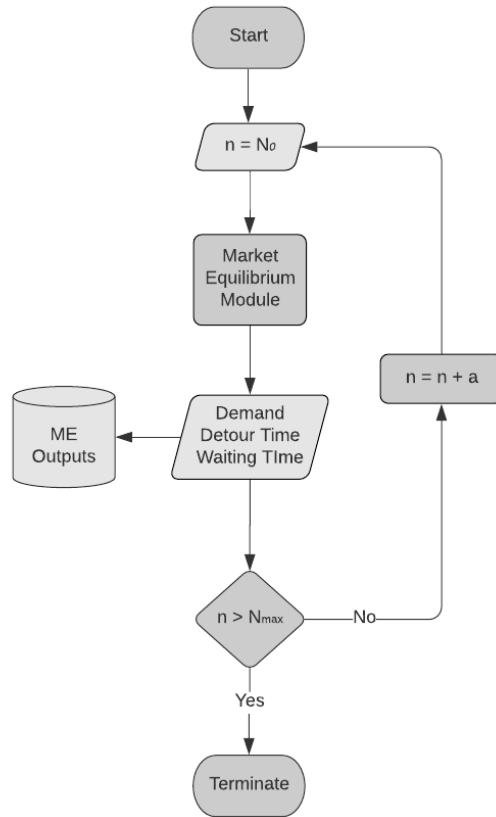 Start
n = N₀
Market
Equilibrium
Module
n = n + a
Demand
Detour Time
Waiting TIme
ME
Outputs
n > Nmax
No
Yes
Terminate